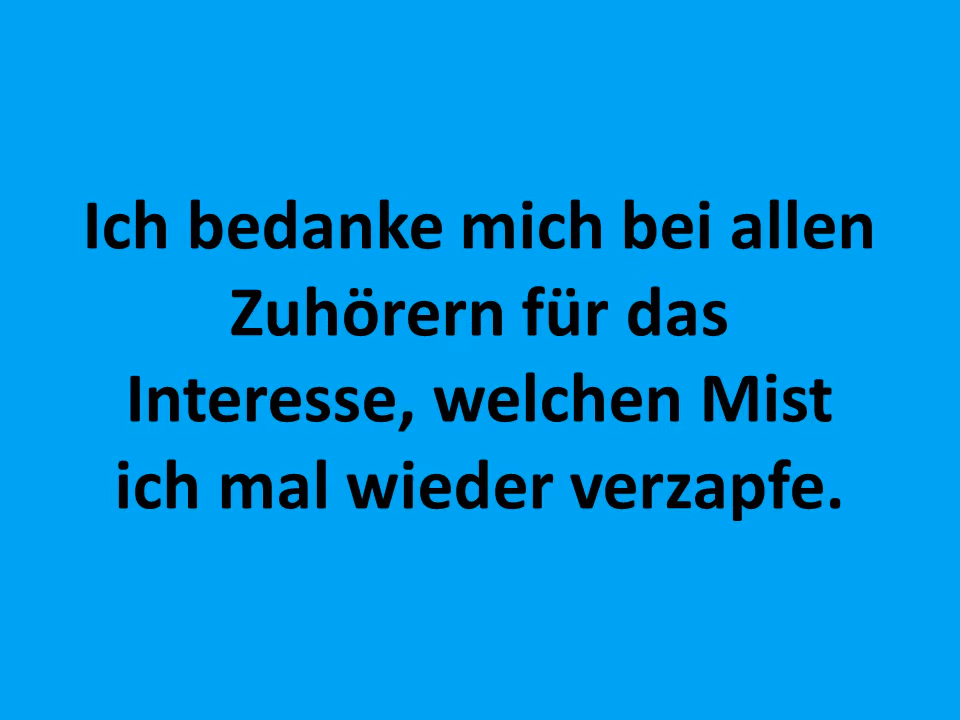 Ich bedanke mich bei allen
Zuhörern für das
Interesse, welchen Mist
ich mal wieder verzapfe.